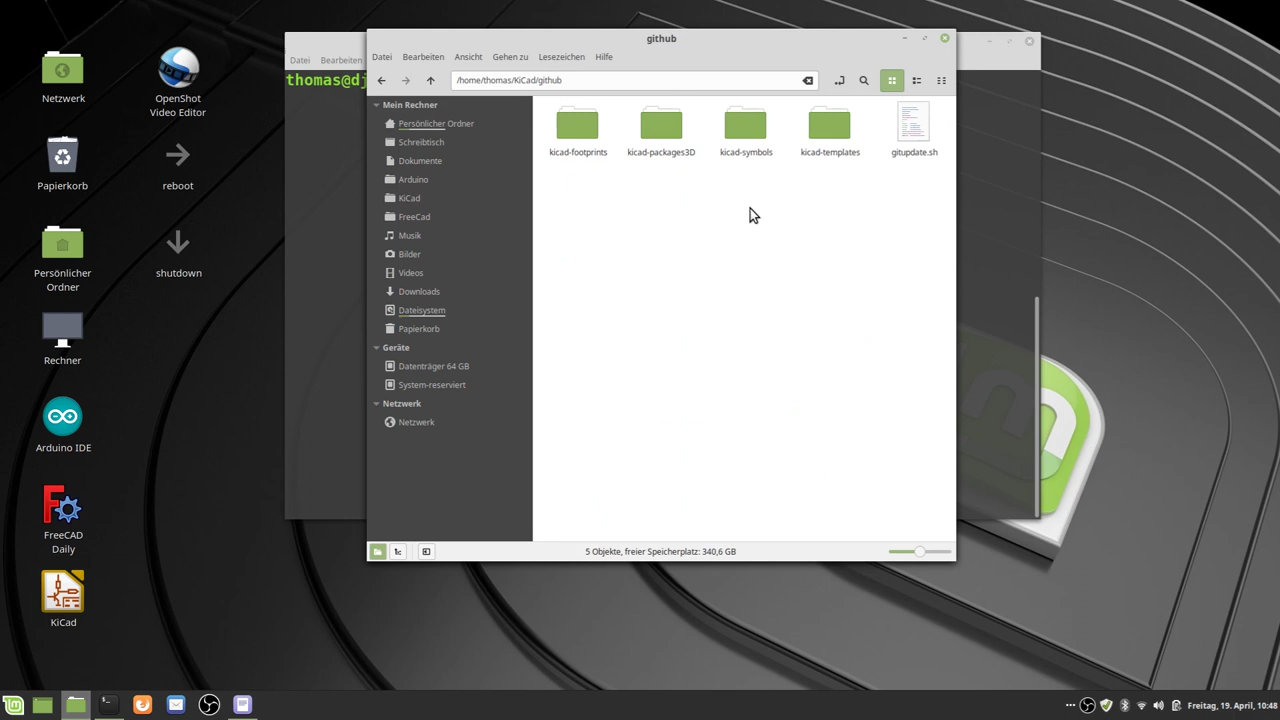 Netzwerk
OpenShot
Video Editor
Papierkorb
reboot
Persönlicher
Ordner
shutdown
Rechner
Arduino IDE
FreeCAD
Daily
KiCad
Datei
Bearbeiten
thomas@dj
github
Datei
Bearbeiten
Ansicht
Gehen zu
Lesezeichen
Hilfe
/home/thomas/KiCad/github
Mein Rechner
Persönlicher Ordner
Schreibtisch
Dokumente
Arduino
KiCad
FreeCad
Musik
Bilder
Videos
Downloads
Dateisystem
Papierkorb
Geräte
Datenträger 64 GB
System-reserviert
Netzwerk
Netzwerk
kicad-footprints
kicad-packages3D
kicad-symbols
kicad-templates
gitupdate.sh
5 Objekte, freier Speicherplatz: 340,6 GB
Freitag, 19. April, 10:48